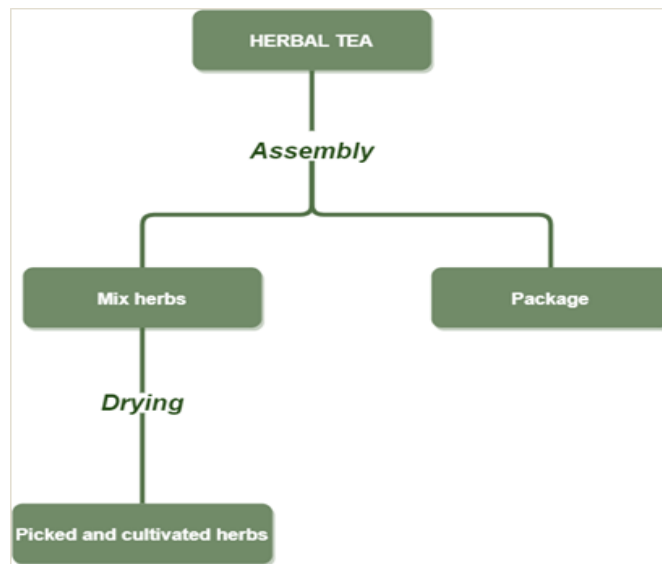 HERBAL TEA
Assembly
Mix herbs
Package
Drying
Picked and cultivated herbs